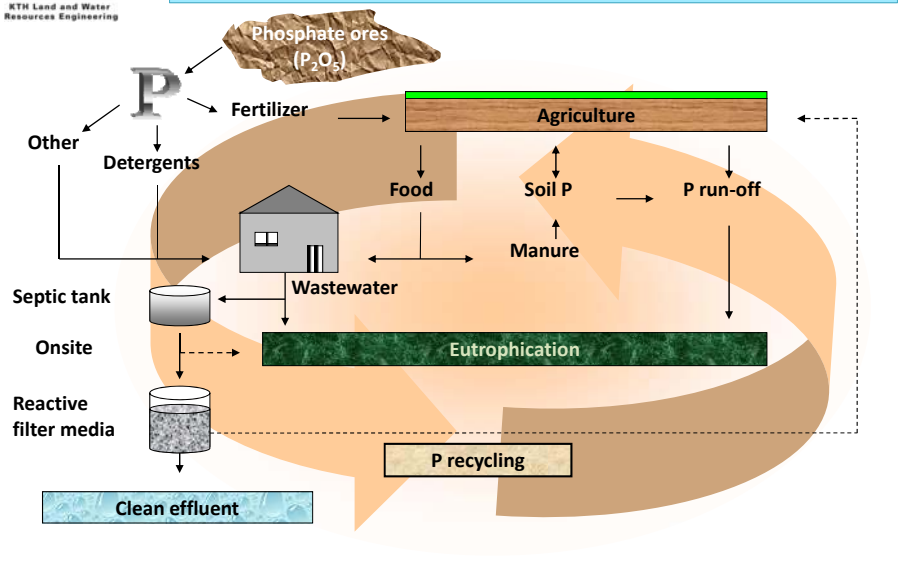 KTH Land and Water
Resources Engineering
Phosphate ores
(P₂O₅)
P
Fertilizer
Agriculture
Other
Detergents
Food
Soil P
P run-off
Manure
Wastewater
Septic tank
Onsite
Eutrophication
Reactive
filter media
P recycling
Clean effluent